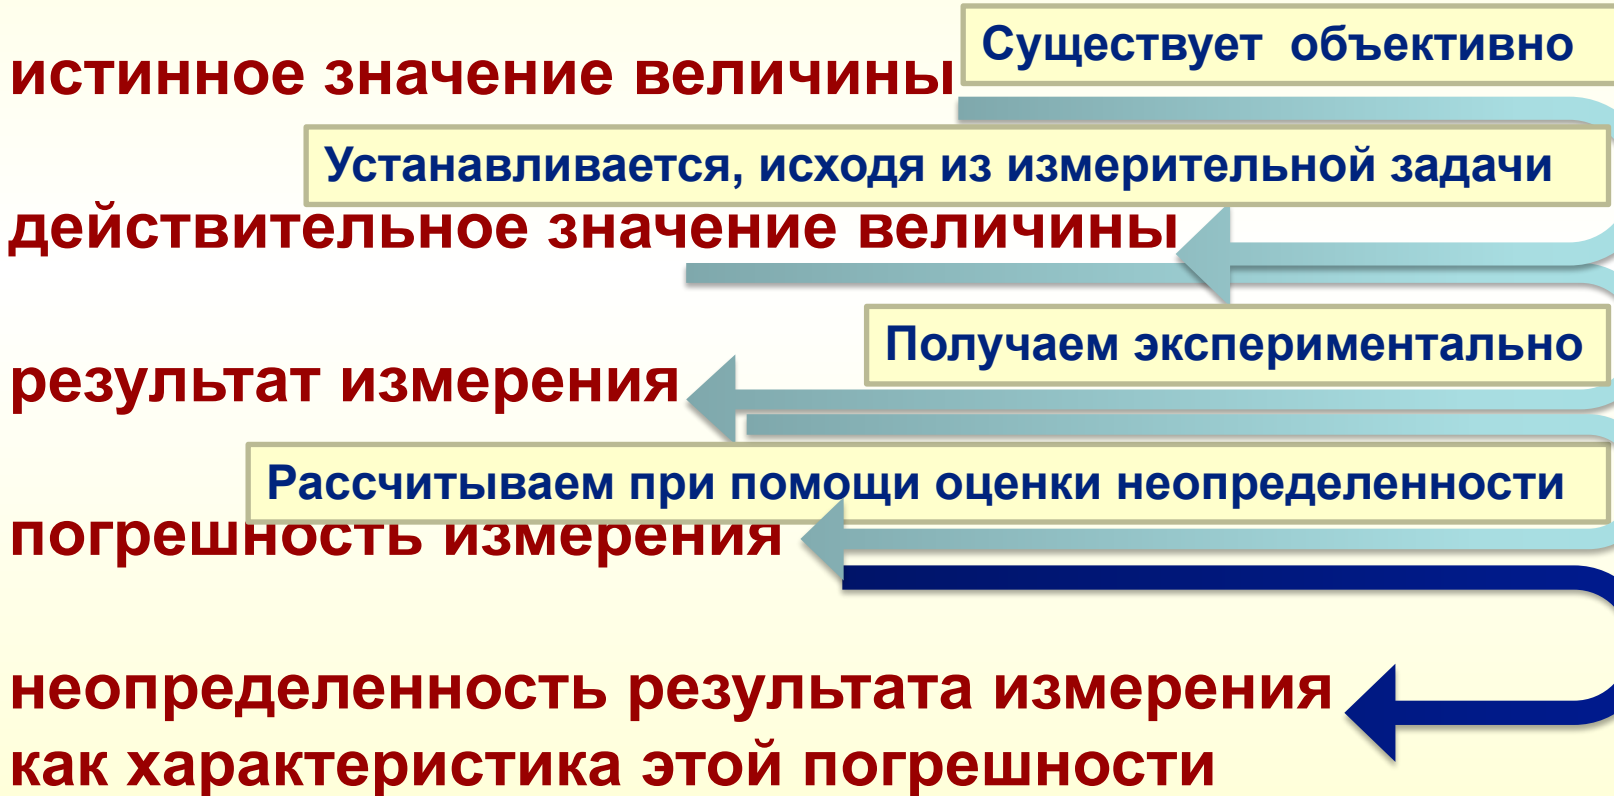 Существует объективно
истинное значение величины
Устанавливается, исходя из измерительной задачи
действительное значение величины
Получаем экспериментально
результат измерения
Рассчитываем при помощи оценки неопределенности
погрешность измерения
неопределенность результата измерения
как характеристика этой погрешности